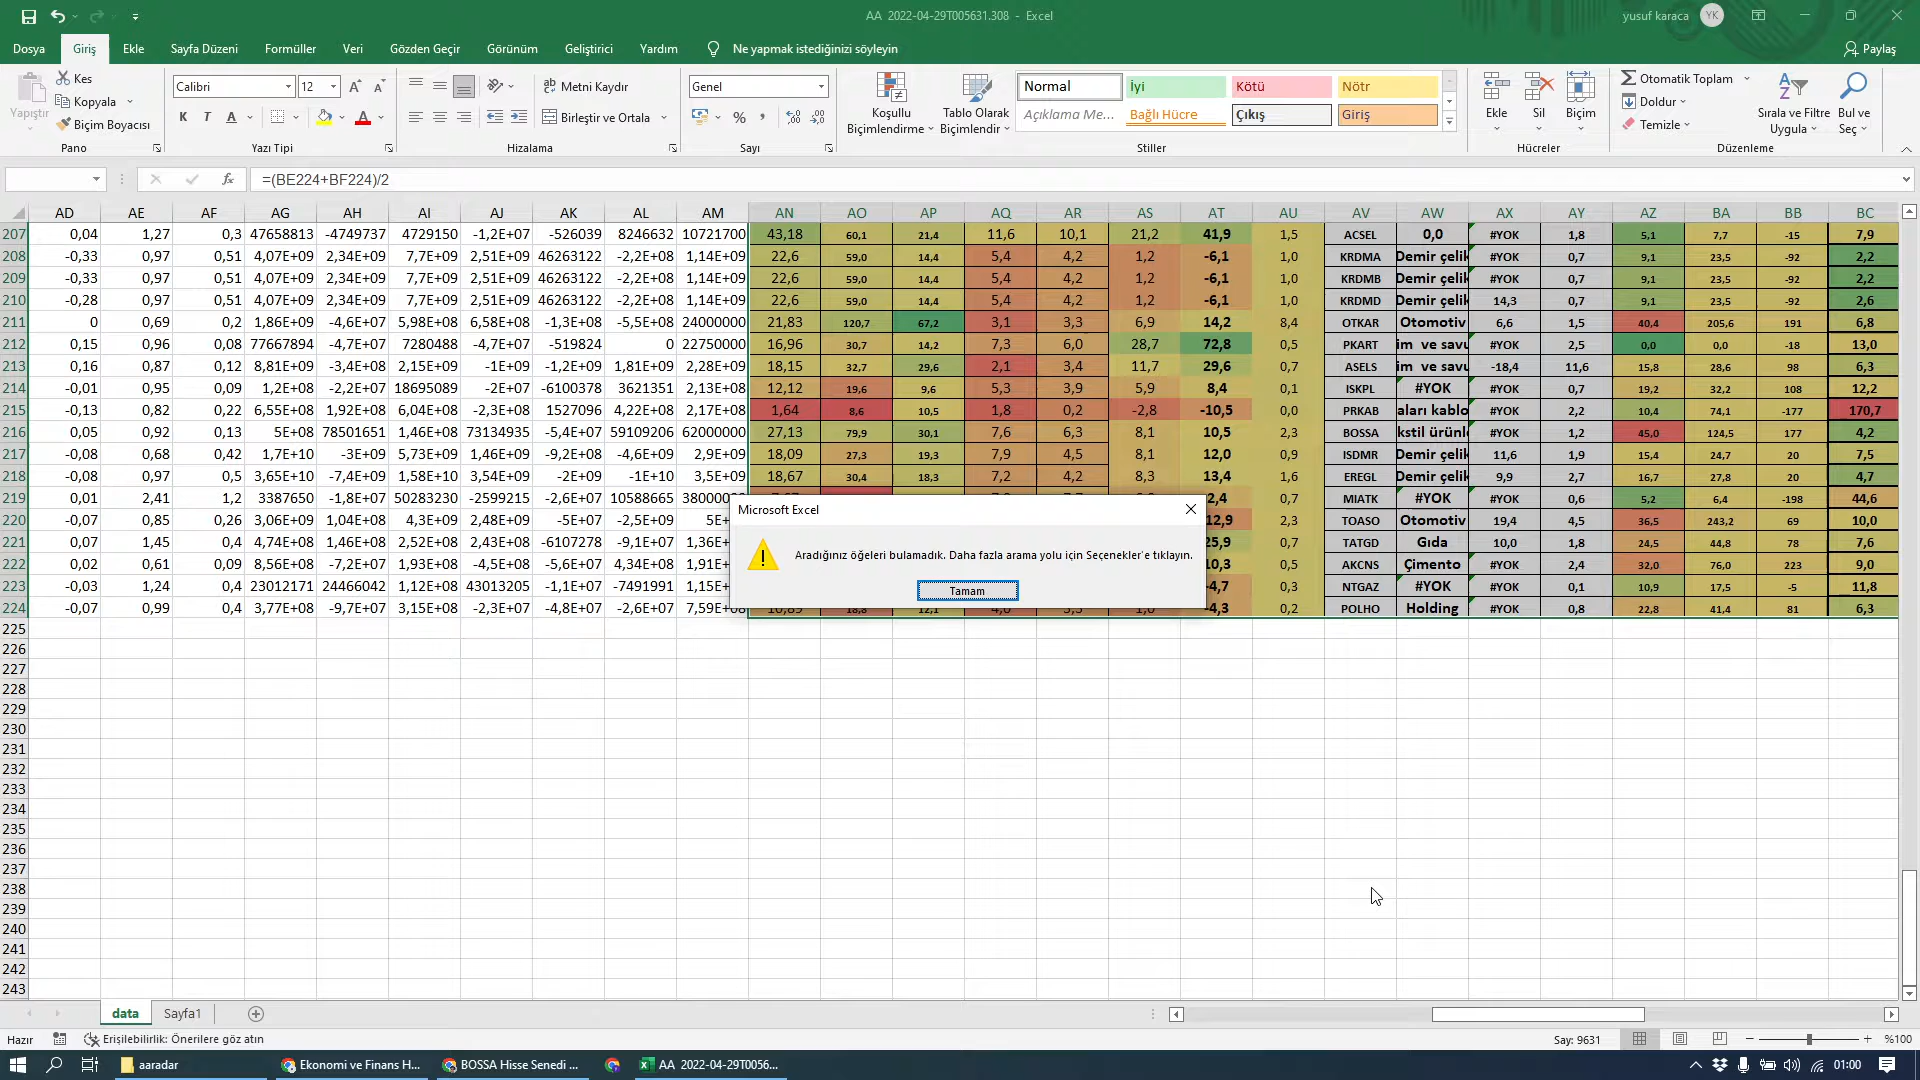 AA 2022-04-29T005631.308 - Excel
yusuf karaca YK
Dosya Giriş Ekle Sayfa Düzeni Formüller Veri Gözden Geçir Görünüm Geliştirici Yardım Ne yapmak istediğinizi söyleyin Paylaş
Yapıştır
Kes
Kopyala
Biçim Boyacısı
Pano
Calibri 12
K T A
Yazı Tipi
Metni Kaydır
Birleştir ve Ortala
Hizalama
Genel
Sayı
Koşullu Biçimlendirme
Tablo Olarak Biçimlendir
Normal İyi Kötü Nötr
Açıklama Me... Bağlı Hücre Çıkış Giriş
Stiller
Ekle Sil Biçim
Hücreler
Otomatik Toplam
Doldur
Temizle
Sırala ve Filtre Uygula
Bul ve Seç
Düzenleme
fx =(BE224+BF224)/2
AD AE AF AG AH AI AJ AK AL AM AN AO AP AQ AR AS AT AU AV AW AX AY AZ BA BB BC
207 0,04 1,27 0,3 47658813 -4749737 4729150 -1,2E+07 -526039 8246632 10721700 43,18 60,1 21,4 11,6 10,1 21,2 41,9 1,5 ACSEL 0,0 #YOK 1,8 5,1 7,7 -15 7,9
208 -0,33 0,97 0,51 4,07E+09 2,34E+09 7,7E+09 2,51E+09 46263122 -2,2E+08 1,14E+09 22,6 59,0 14,4 5,4 4,2 1,2 -6,1 1,0 KRDMA Demir çelik #YOK 0,7 9,1 23,5 -92 2,2
209 -0,33 0,97 0,51 4,07E+09 2,34E+09 7,7E+09 2,51E+09 46263122 -2,2E+08 1,14E+09 22,6 59,0 14,4 5,4 4,2 1,2 -6,1 1,0 KRDMB Demir çelik #YOK 0,7 9,1 23,5 -92 2,2
210 -0,28 0,97 0,51 4,07E+09 2,34E+09 7,7E+09 2,51E+09 46263122 -2,2E+08 1,14E+09 22,6 59,0 14,4 5,4 4,2 1,2 -6,1 1,0 KRDMD Demir çelik 14,3 0,7 9,1 23,5 -92 2,6
211 0 0,69 0,2 1,86E+09 -4,6E+07 5,98E+08 6,58E+08 -1,3E+08 -5,5E+08 24000000 21,83 120,7 67,2 3,1 3,3 6,9 14,2 8,4 OTKAR Otomotiv 6,6 1,5 40,4 205,6 191 6,8
212 0,15 0,96 0,08 77667894 -4,7E+07 7280488 -4,7E+07 -519824 0 22750000 16,96 30,7 14,2 7,3 6,0 28,7 72,8 0,5 PKART im ve savu #YOK 2,5 0,0 0,0 -18 13,0
213 0,16 0,87 0,12 8,81E+09 -3,4E+08 2,15E+09 -1E+09 -1,2E+09 1,81E+09 2,28E+09 18,15 32,7 29,6 2,1 3,4 11,7 29,6 0,7 ASELS im ve savu -18,4 11,6 15,8 28,6 98 6,3
214 -0,01 0,95 0,09 1,2E+08 -2,2E+07 18695089 -2E+07 -6100378 3621351 2,13E+08 12,12 19,6 9,6 5,3 3,9 5,9 8,4 0,1 ISKPL #YOK #YOK 0,7 19,2 32,2 108 12,2
215 -0,13 0,82 0,22 6,55E+08 1,92E+08 6,04E+08 -2,3E+08 1527096 4,22E+08 2,17E+08 1,64 8,6 10,5 1,8 0,2 -2,8 -10,5 0,0 PRKAB aları kablo #YOK 2,2 10,4 74,1 -177 170,7
216 0,05 0,92 0,13 5E+08 78501651 1,46E+08 73134935 -5,4E+07 59109206 62000000 27,13 79,9 30,1 7,6 6,3 8,1 10,5 2,3 BOSSA kstil ürünle #YOK 1,2 45,0 124,5 177 4,2
217 -0,08 0,68 0,42 1,7E+10 -3E+09 5,73E+09 1,46E+09 -9,2E+08 -4,6E+09 2,9E+09 18,09 27,3 19,3 7,9 4,5 8,1 12,0 0,9 ISDMR Demir çelik 11,6 1,9 15,4 24,7 20 7,5
218 -0,08 0,97 0,5 3,65E+10 -7,4E+09 1,58E+10 3,54E+09 -2E+09 -1E+10 3,5E+09 18,67 30,4 18,3 7,2 4,2 8,3 13,4 1,6 EREGL Demir çelik 9,9 2,7 16,7 27,8 20 4,7
219 0,01 2,41 1,2 3387650 -1,8E+07 50283230 -2599215 -2,6E+07 10588665 2,4 0,7 MIATK #YOK #YOK 0,6 5,2 6,4 -198 44,6
220 -0,07 0,85 0,26 3,06E+09 1,04E+08 4,3E+09 2,48E+09 -5E+07 -2,5E+09 12,9 2,3 TOASO Otomotiv 19,4 4,5 36,5 243,2 69 10,0
221 0,07 1,45 0,4 4,74E+08 1,46E+08 2,52E+08 2,43E+08 -6107278 -9,1E+07 25,9 0,7 TATGD Gıda 10,0 1,8 24,5 44,8 78 7,6
222 0,02 0,61 0,09 8,56E+08 -7,2E+07 1,93E+08 -4,5E+08 -5,6E+07 4,34E+08 10,3 0,5 AKCNS Çimento #YOK 2,4 32,0 76,0 223 9,0
223 -0,03 1,24 0,4 23012171 24466042 1,12E+08 43013205 -1,1E+07 -7491991 -4,7 0,3 NTGAZ #YOK #YOK 0,1 10,9 17,5 -5 11,8
224 -0,07 0,99 0,4 3,77E+08 -9,7E+07 3,15E+08 -2,3E+07 -4,8E+07 -2,6E+07 -4,3 0,2 POLHO Holding #YOK 0,8 22,8 41,4 81 6,3
Microsoft Excel
Aradığınız öğeleri bulamadık. Daha fazla arama yolu için Seçenekler'e tıklayın.
Tamam
225
226
227
228
229
230
231
232
233
234
235
236
237
238
239
240
241
242
243
data Sayfa1
Hazır Erişilebilirlik: Önerilere göz atın Say: 9631 %100
aaradar Ekonomi ve Finans H... BOSSA Hisse Senedi ... AA 2022-04-29T0056... 01:00